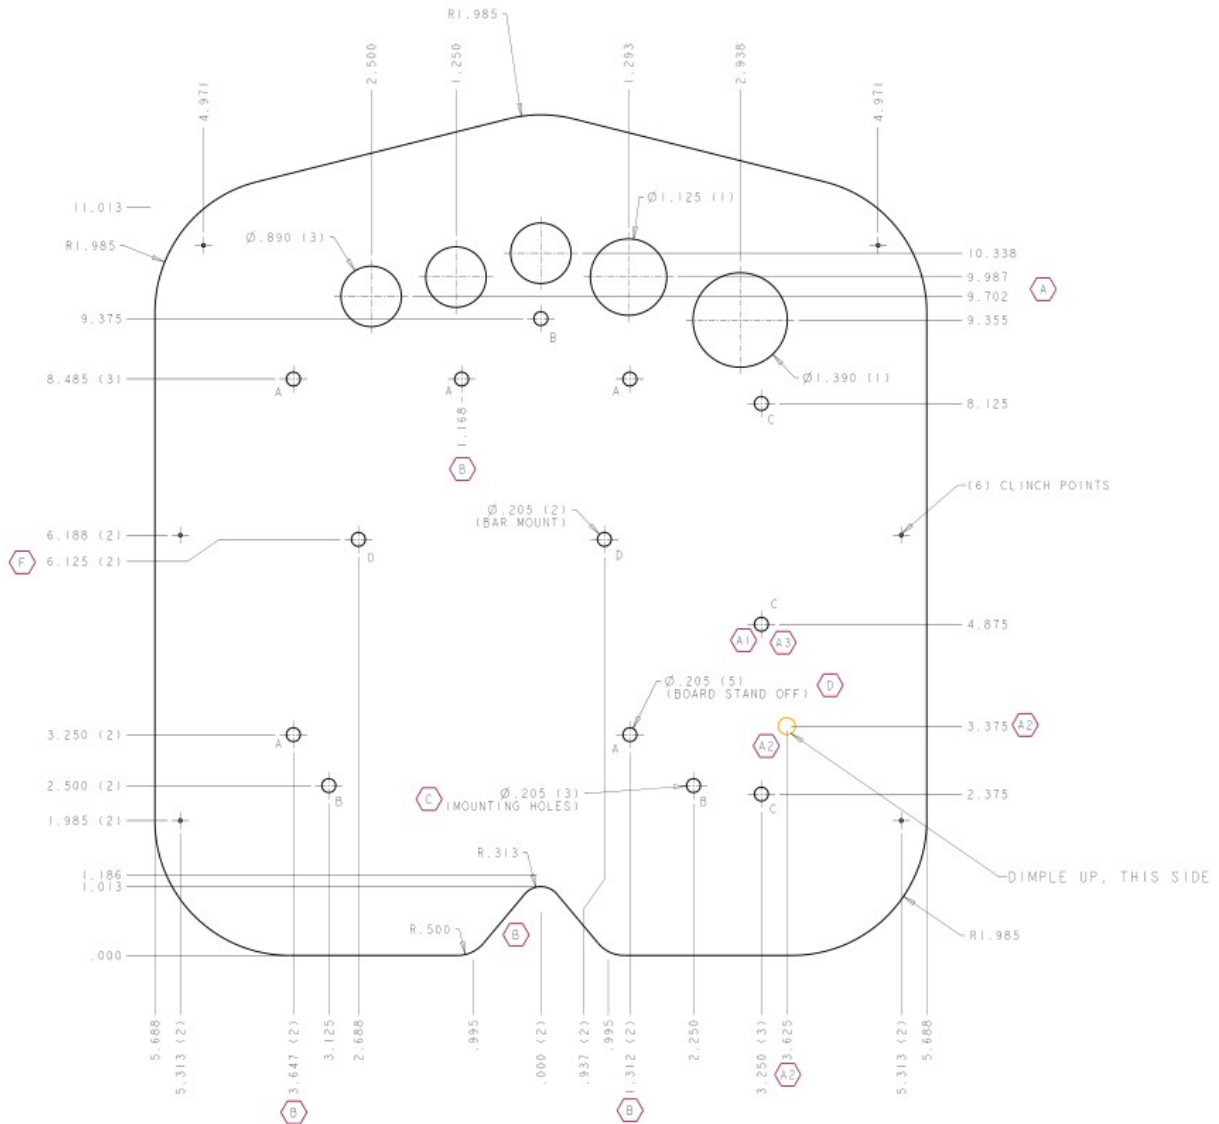 R1.985
2.500
1.250
1.293
2.938
4.971
4.971
11.013
R1.985
Ø.890 (3)
Ø1.125 (1)
10.338
9.987
9.702
A
9.355
9.375
B
Ø1.390 (1)
8.485 (3)
A
A
A
8.125
C
1.168
B
(6) CLINCH POINTS
Ø.205 (2)
(BAR MOUNT)
6.188 (2)
F
6.125 (2)
D
D
C
4.875
A1
A3
Ø.205 (5)
(BOARD STAND OFF)
D
3.375
A2
A2
3.250 (2)
A
A
2.500 (2)
B
C
Ø.205 (3)
(MOUNTING HOLES)
B
C
2.375
1.985 (2)
R.313
1.186
1.013
DIMPLE UP, THIS SIDE
R.500
B
R1.985
.000
5.688
5.313 (2)
3.647 (2)
3.125
2.688
.995
.000 (2)
.937 (2)
.995
1.312 (2)
2.250
3.250 (3)
3.625
5.313 (2)
5.688
B
B
A2